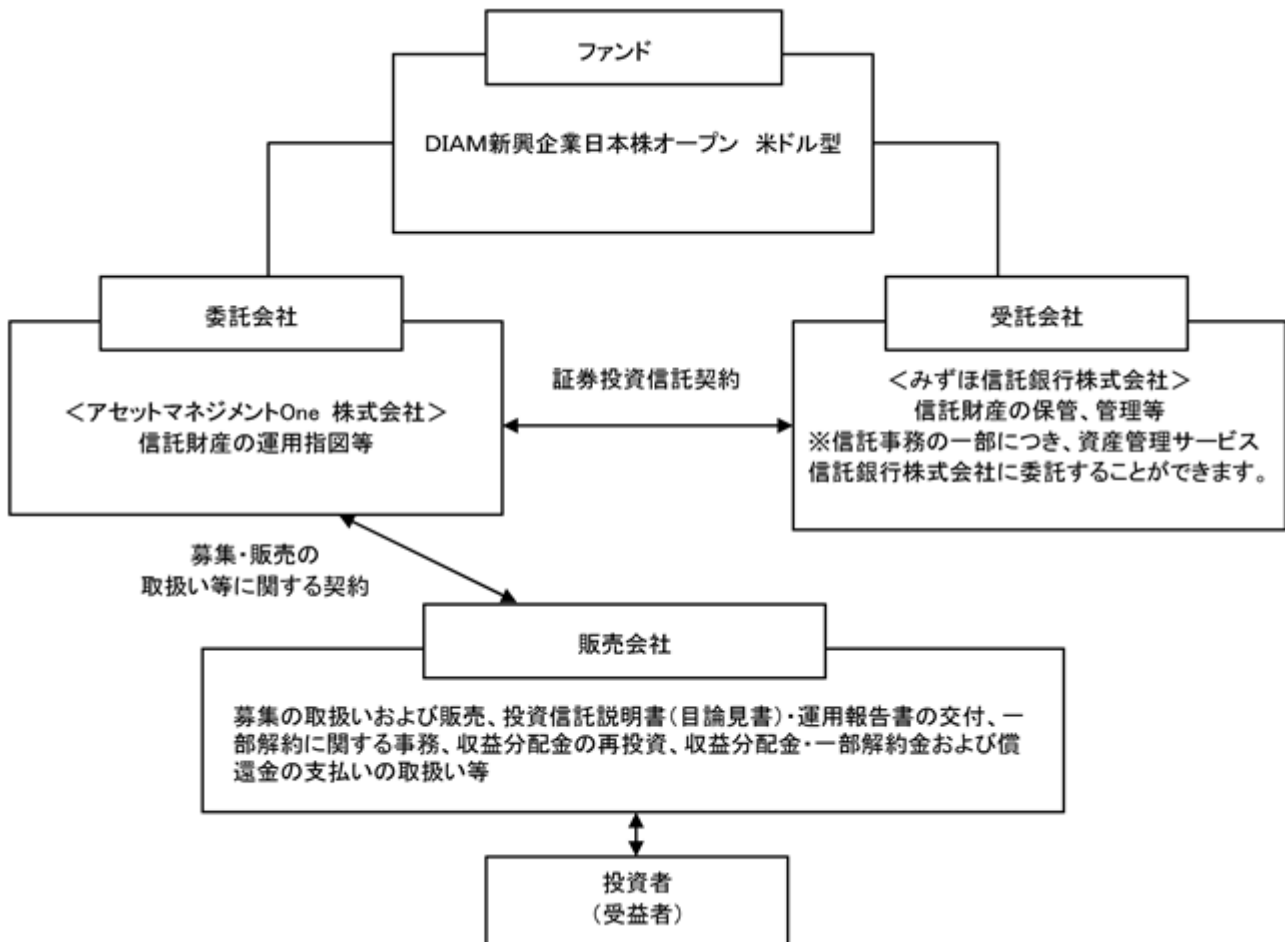 ファンド
DIAM新興企業日本株オープン　米ドル型
委託会社
＜アセットマネジメントOne 株式会社＞
信託財産の運用指図等
証券投資信託契約
受託会社
＜みずほ信託銀行株式会社＞
信託財産の保管、管理等
※信託事務の一部につき、資産管理サービス
信託銀行株式会社に委託することができます。
募集・販売の
取扱い等に関する契約
販売会社
募集の取扱いおよび販売、投資信託説明書(目論見書)・運用報告書の交付、一
部解約に関する事務、収益分配金の再投資、収益分配金・一部解約金および償
還金の支払いの取扱い等
投資者
（受益者）